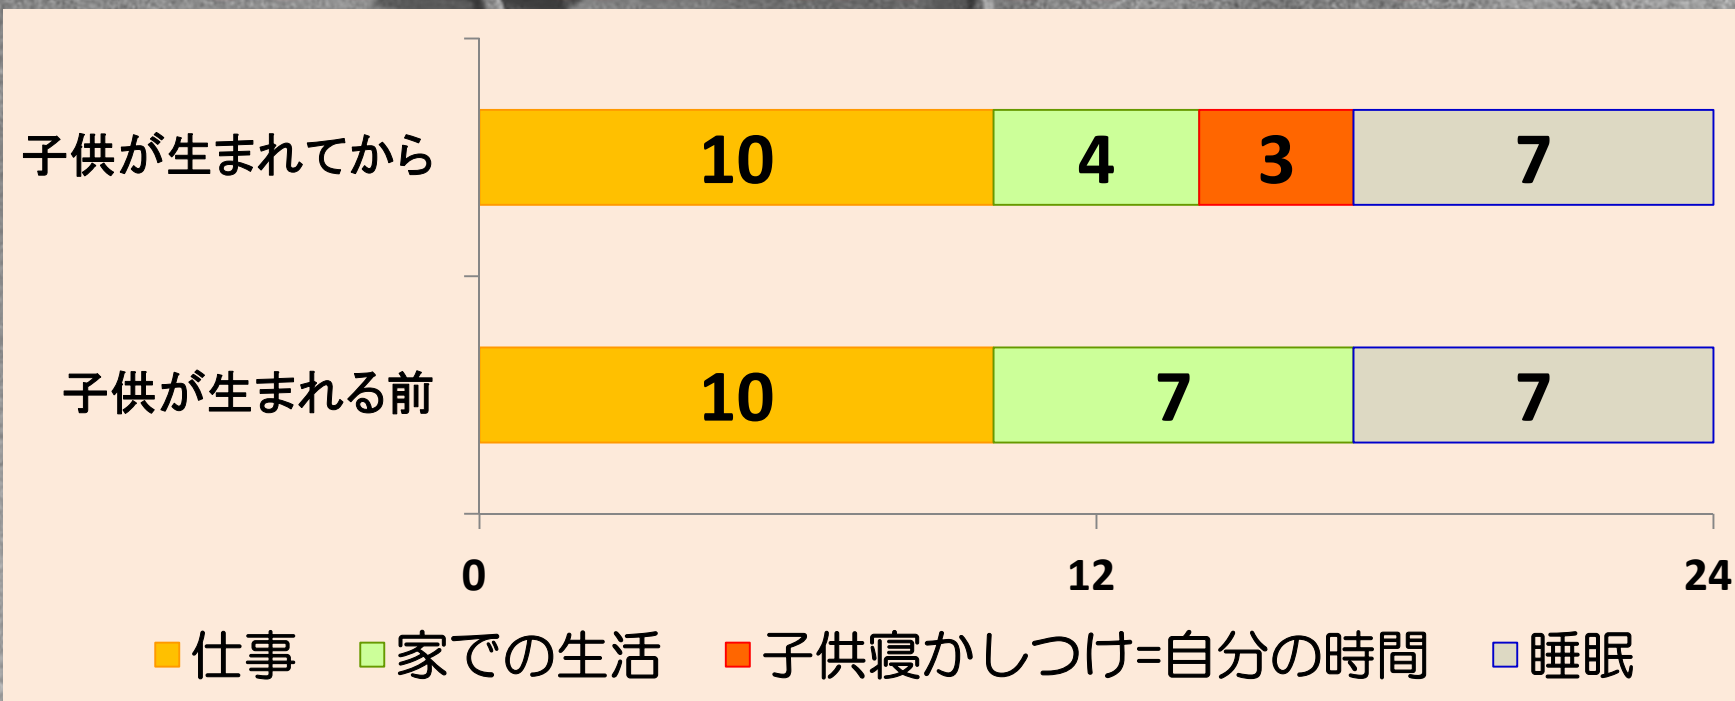 子供が生まれてから
10 4 3 7
子供が生まれる前
10 7 7
0 12 24
仕事 家での生活 子供寝かしつけ=自分の時間 睡眠